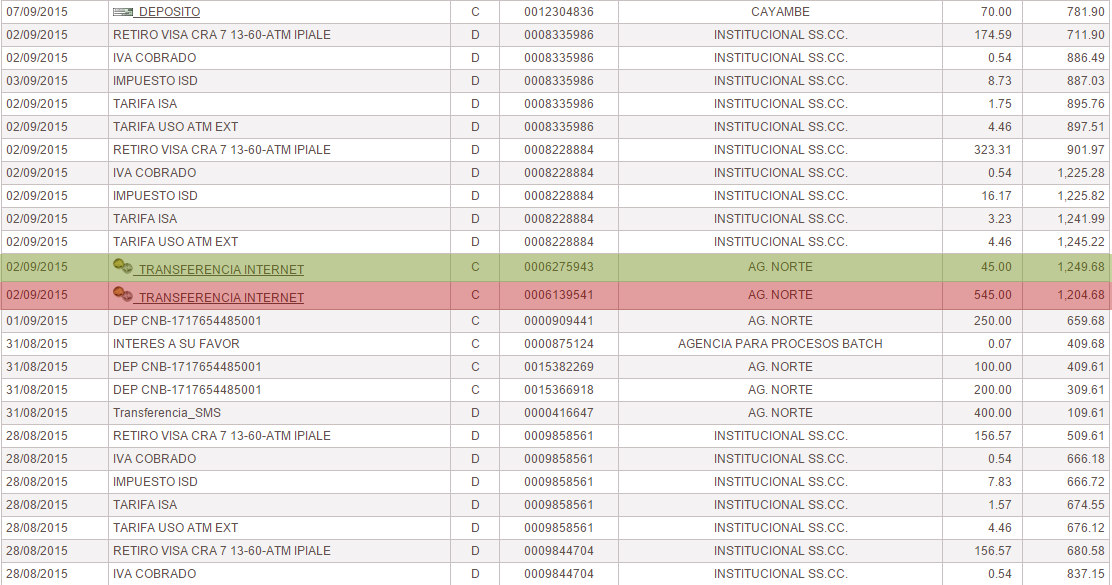 07/09/2015 DEPOSITO C 0012304836 CAYAMBE 70.00 781.90
02/09/2015 RETIRO VISA CRA 7 13-60-ATM IPIALE D 0008335986 INSTITUCIONAL SS.CC. 174.59 711.90
02/09/2015 IVA COBRADO D 0008335986 INSTITUCIONAL SS.CC. 0.54 886.49
03/09/2015 IMPUESTO ISD D 0008335986 INSTITUCIONAL SS.CC. 8.73 887.03
02/09/2015 TARIFA ISA D 0008335986 INSTITUCIONAL SS.CC. 1.75 895.76
02/09/2015 TARIFA USO ATM EXT D 0008335986 INSTITUCIONAL SS.CC. 4.46 897.51
02/09/2015 RETIRO VISA CRA 7 13-60-ATM IPIALE D 0008228884 INSTITUCIONAL SS.CC. 323.31 901.97
02/09/2015 IVA COBRADO D 0008228884 INSTITUCIONAL SS.CC. 0.54 1,225.28
02/09/2015 IMPUESTO ISD D 0008228884 INSTITUCIONAL SS.CC. 16.17 1,225.82
02/09/2015 TARIFA ISA D 0008228884 INSTITUCIONAL SS.CC. 3.23 1,241.99
02/09/2015 TARIFA USO ATM EXT D 0008228884 INSTITUCIONAL SS.CC. 4.46 1,245.22
02/09/2015 TRANSFERENCIA INTERNET C 0006275943 AG. NORTE 45.00 1,249.68
02/09/2015 TRANSFERENCIA INTERNET C 0006139541 AG. NORTE 545.00 1,204.68
01/09/2015 DEP CNB-1717654485001 C 0000909441 AG. NORTE 250.00 659.68
31/08/2015 INTERES A SU FAVOR C 0000875124 AGENCIA PARA PROCESOS BATCH 0.07 409.68
31/08/2015 DEP CNB-1717654485001 C 0015382269 AG. NORTE 100.00 409.61
31/08/2015 DEP CNB-1717654485001 C 0015366918 AG. NORTE 200.00 309.61
31/08/2015 Transferencia_SMS D 0000416647 AG. NORTE 400.00 109.61
28/08/2015 RETIRO VISA CRA 7 13-60-ATM IPIALE D 0009858561 INSTITUCIONAL SS.CC. 156.57 509.61
28/08/2015 IVA COBRADO D 0009858561 INSTITUCIONAL SS.CC. 0.54 666.18
28/08/2015 IMPUESTO ISD D 0009858561 INSTITUCIONAL SS.CC. 7.83 666.72
28/08/2015 TARIFA ISA D 0009858561 INSTITUCIONAL SS.CC. 1.57 674.55
28/08/2015 TARIFA USO ATM EXT D 0009858561 INSTITUCIONAL SS.CC. 4.46 676.12
28/08/2015 RETIRO VISA CRA 7 13-60-ATM IPIALE D 0009844704 INSTITUCIONAL SS.CC. 156.57 680.58
28/08/2015 IVA COBRADO D 0009844704 INSTITUCIONAL SS.CC. 0.54 837.15